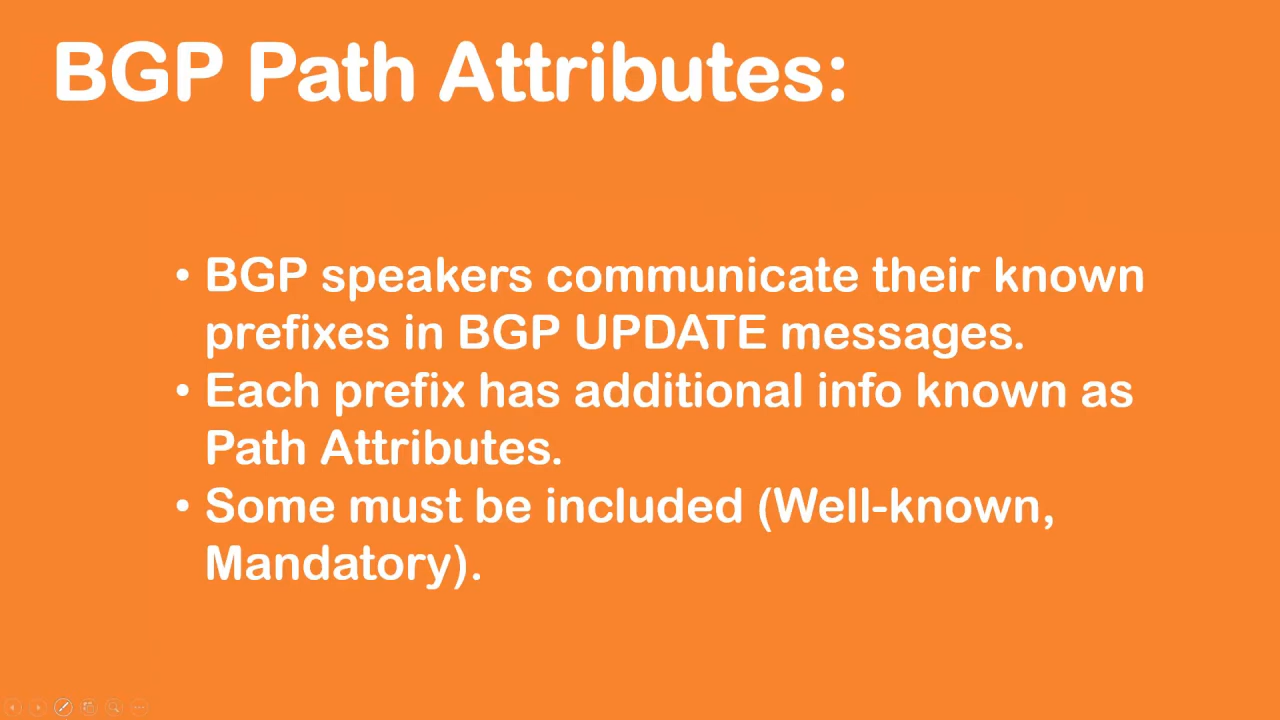 BGP Path Attributes:
• BGP speakers communicate their known
prefixes in BGP UPDATE messages.
• Each prefix has additional info known as
Path Attributes.
• Some must be included (Well-known,
Mandatory).